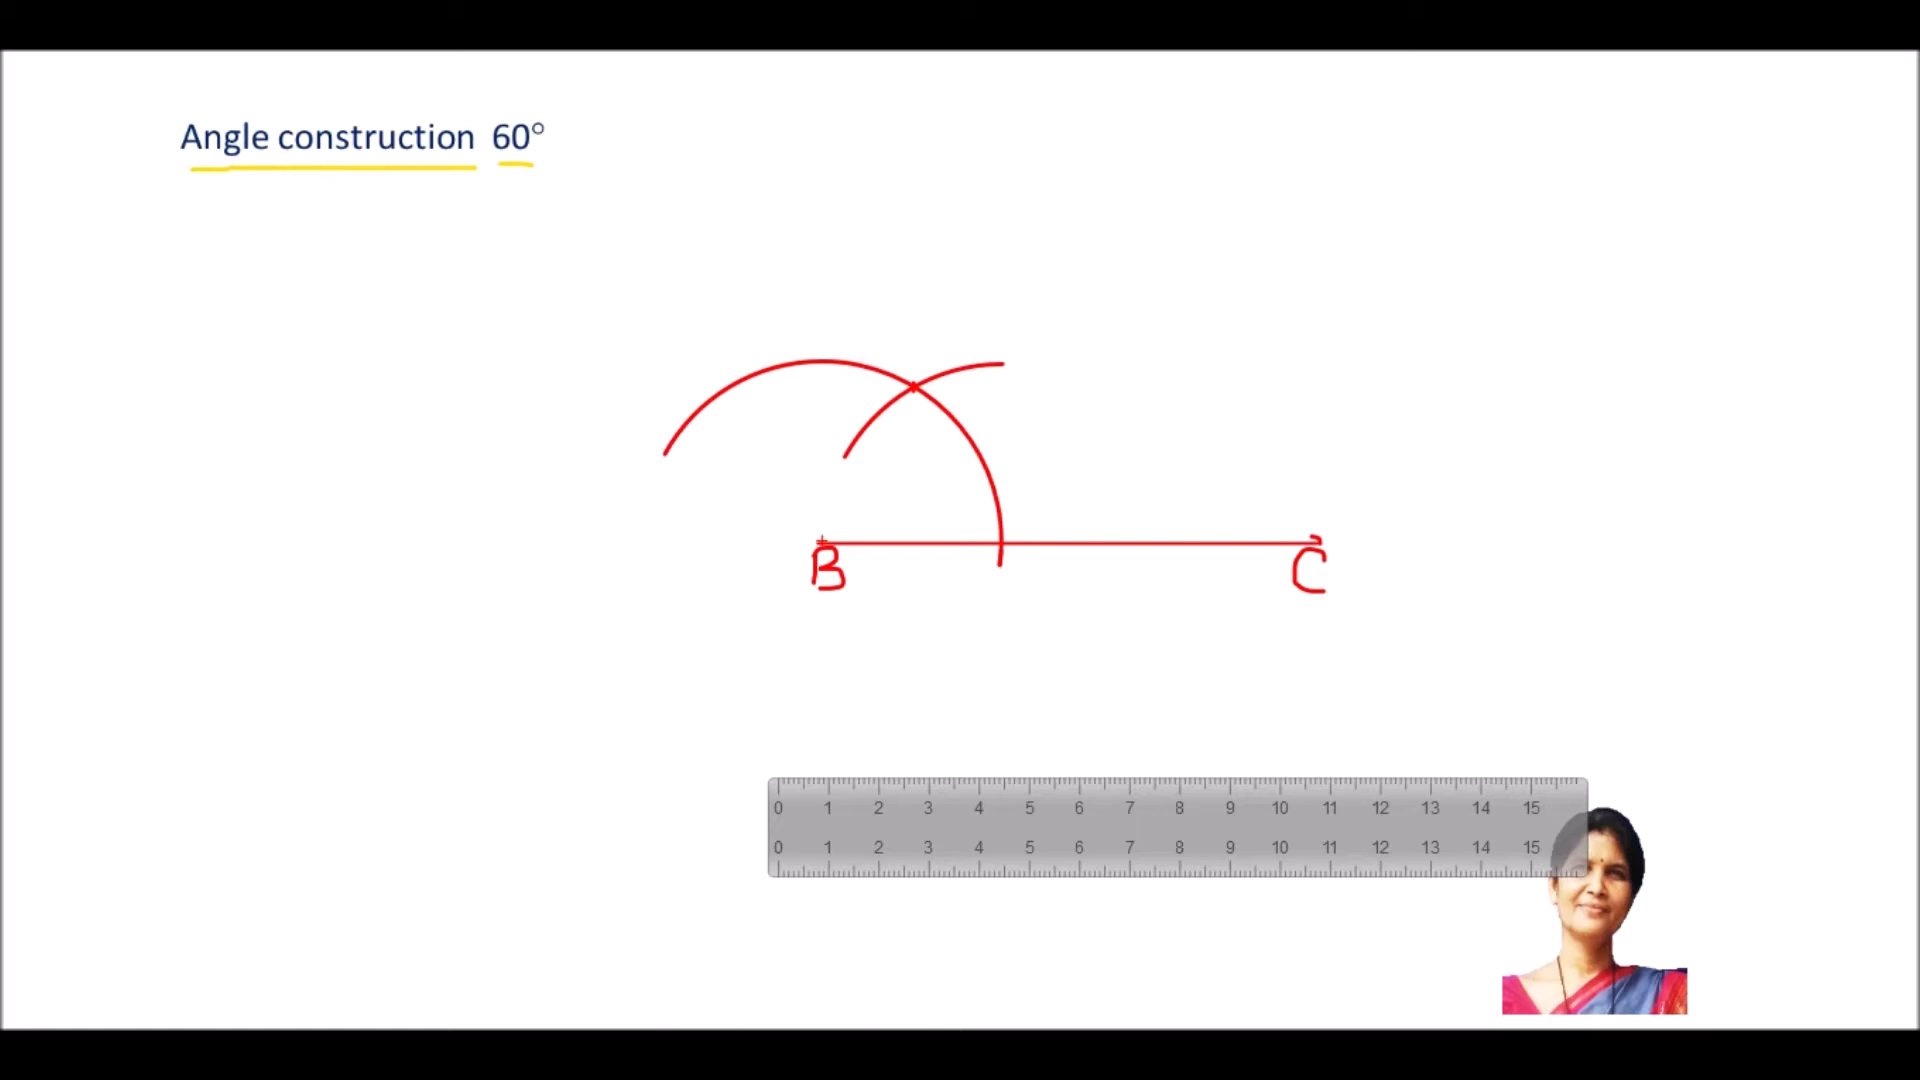 Angle construction 60°
B
C
0 1 2 3 4 5 6 7 8 9 10 11 12 13 14 15
0 1 2 3 4 5 6 7 8 9 10 11 12 13 14 15